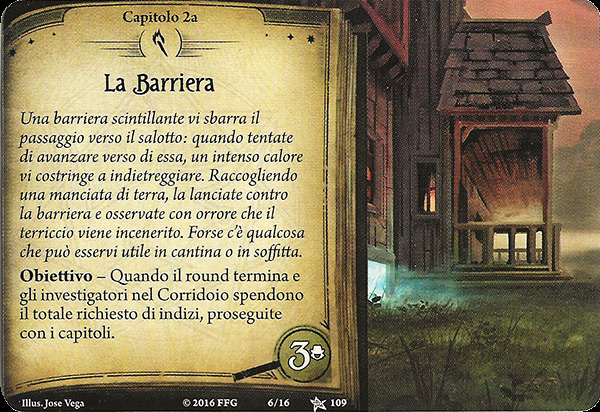 Capitolo 2a
La Barriera
Una barriera scintillante vi sbarra il
passaggio verso il salotto: quando tentate
di avanzare verso di essa, un intenso calore
vi costringe a indietreggiare. Raccogliendo
una manciata di terra, la lanciate contro
la barriera e osservate con orrore che il
terriccio viene incenerito. Forse c'è qualcosa
che può esservi utile in cantina o in soffitta.
Obiettivo – Quando il round termina e
gli investigatori nel Corridoio spendono
il totale richiesto di indizi, proseguite
con i capitoli.
3
Illus. Jose Vega © 2016 FFG 6/16 109